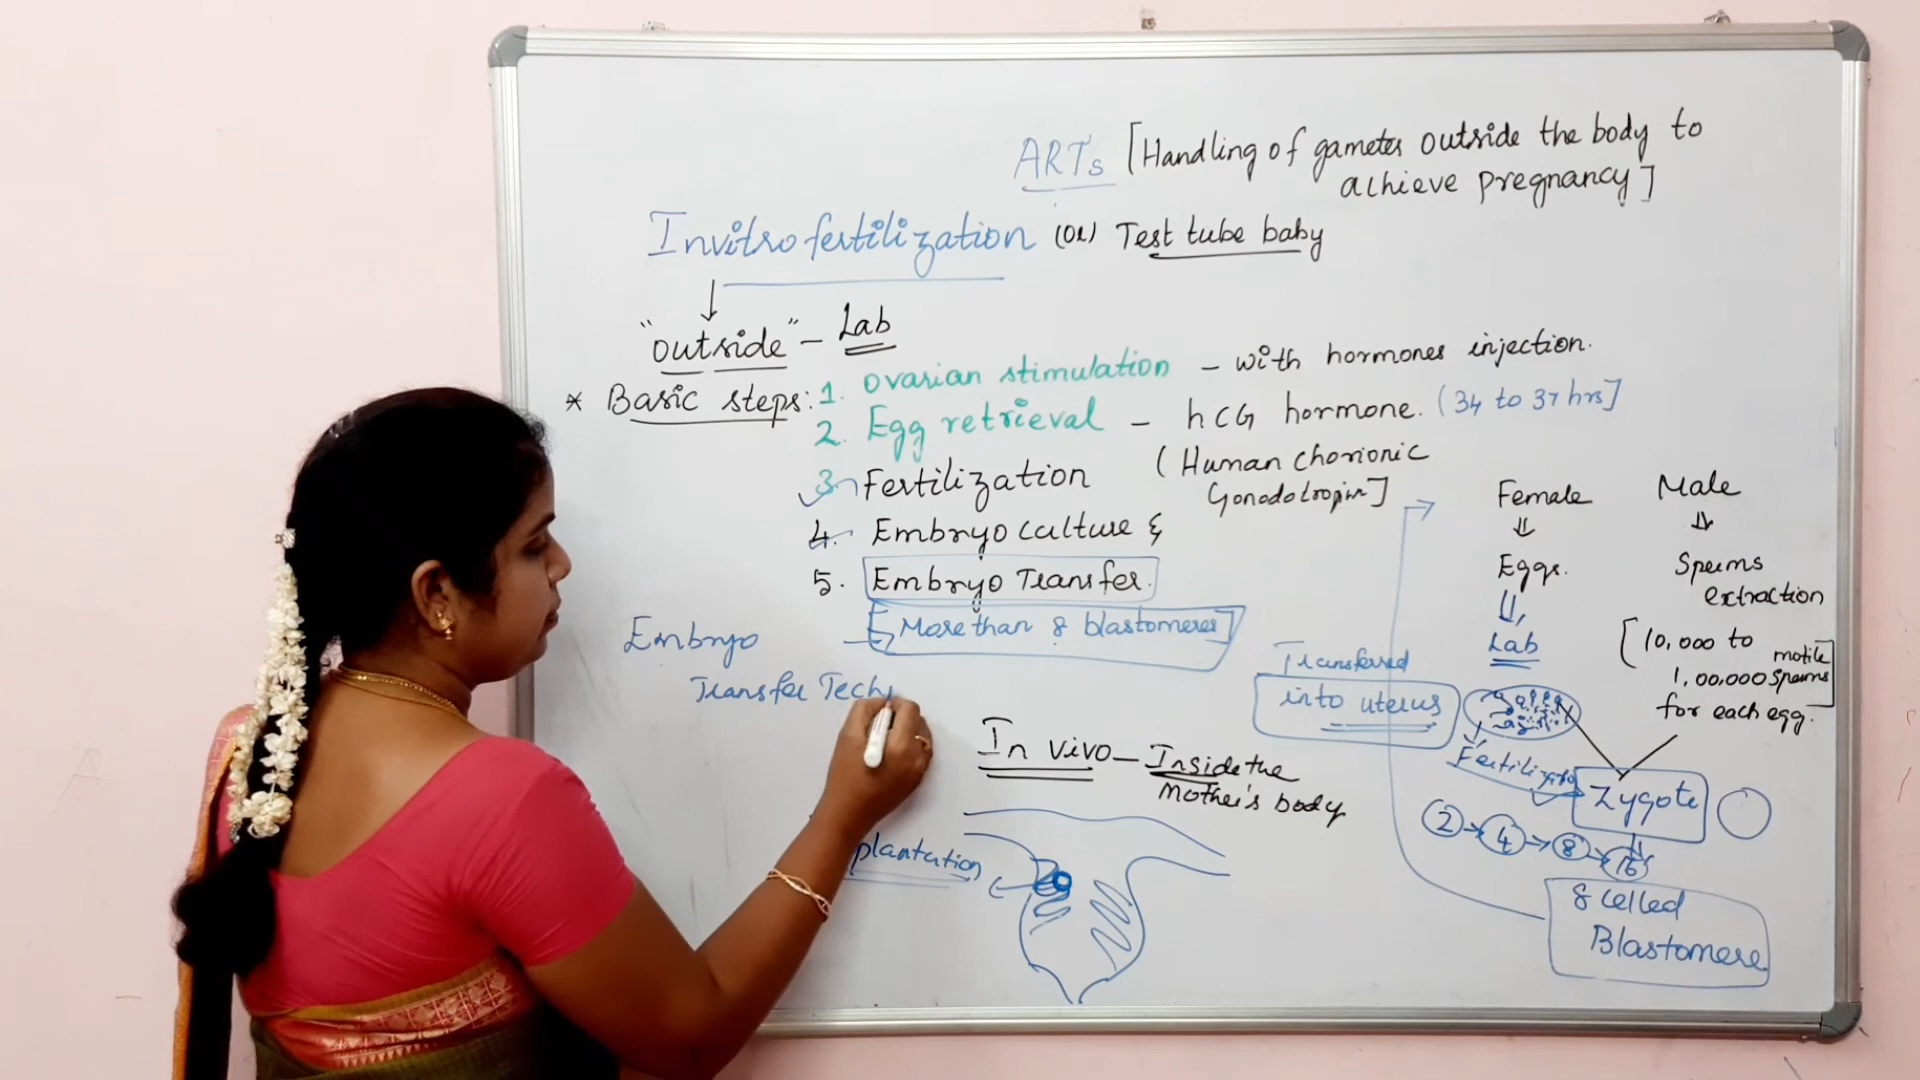 ARTs [Handling of gametes outside the body to
achieve pregnancy]
Invitro fertilization (OR) Test tube baby
"outside" - Lab
* Basic steps: 1. Ovarian stimulation - with hormones injection.
2. Egg retrieval - hCG hormone. (34 to 37 hrs]
(Human Chorionic
Gonodotropin]
3. Fertilization
4. Embryo culture &
5. Embryo Transfer.
[More than 8 blastomeres]
Embryo
Transfer Tech
In vivo - Inside the
Mother's body
plantation
Female
Eggs.
Lab
Male
Sperms
extraction
[10,000 to motile]
1,00,000 sperms
for each egg.
Transferred
into uterus
Fertilization
Zygote
2 → 4 → 8 → 16
8 celled
Blastomere